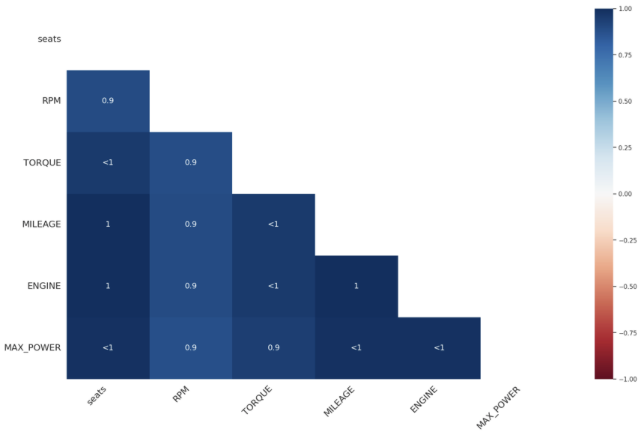 seats
RPM 0.9
TORQUE <1 0.9
MILEAGE 1 0.9 <1
ENGINE 1 0.9 <1 1
MAX_POWER <1 0.9 0.9 <1 <1
seats RPM TORQUE MILEAGE ENGINE MAX_POWER
1.00
0.75
0.50
0.25
0.00
−0.25
−0.50
−0.75
−1.00